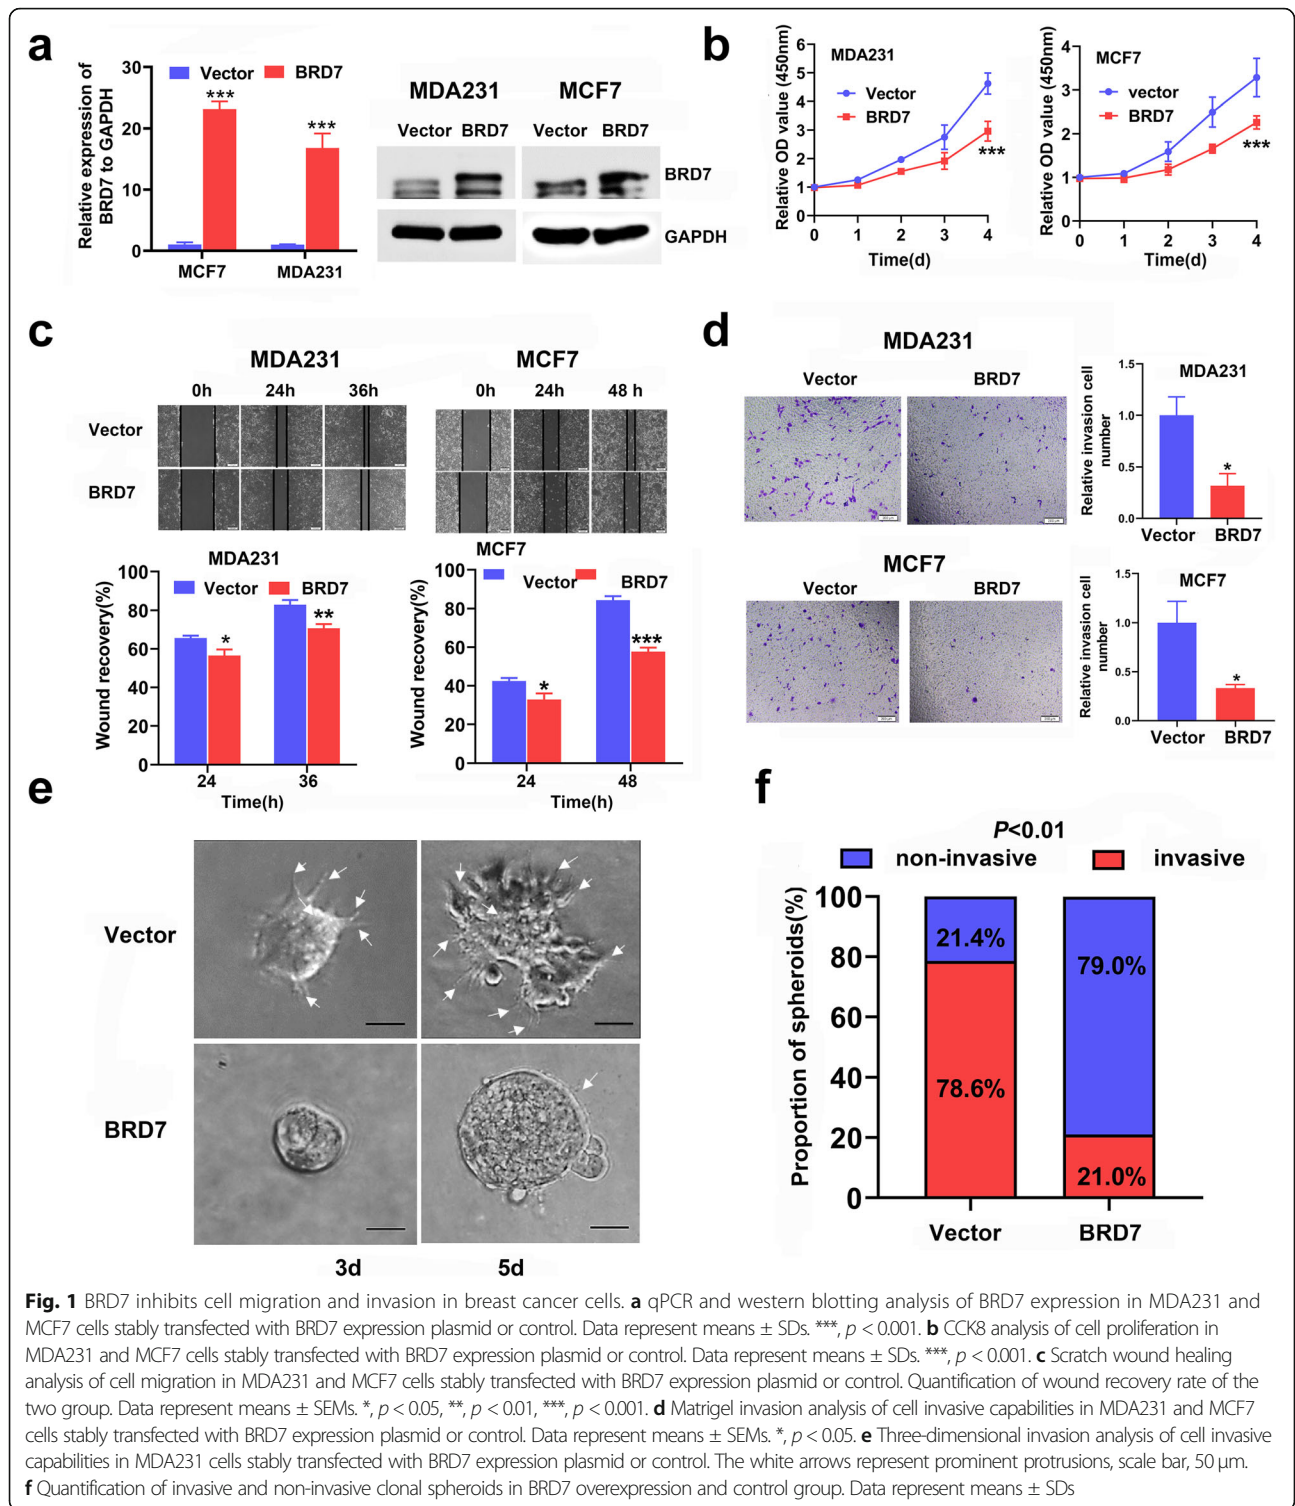 a
Relative expression of
BRD7 to GAPDH
30
20
10
0
Vector BRD7
***
***
MCF7 MDA231
MDA231 MCF7
Vector BRD7 Vector BRD7
BRD7
GAPDH
b
Relative OD value (450nm)
6
5
4
3
2
1
0
MDA231
Vector
BRD7
***
0 1 2 3 4
Time(d)
Relative OD value (450nm)
4
3
2
1
0
MCF7
vector
BRD7
***
0 1 2 3 4
Time(d)
c
MDA231 MCF7
0h 24h 36h 0h 24h 48 h
Vector
BRD7
MDA231
Vector BRD7
Wound recovery(%)
100
80
60
40
20
0
*
**
24 36
Time(h)
MCF7
Vector BRD7
Wound recovery(%)
100
80
60
40
20
0
*
***
24 48
Time(h)
d
MDA231
Vector BRD7
Relative invasion cell
number
1.5
1.0
0.5
0.0
MDA231
*
Vector BRD7
MCF7
Vector BRD7
Relative invasion cell
number
1.5
1.0
0.5
0.0
MCF7
*
Vector BRD7
e
Vector
BRD7
3d 5d
f
P<0.01
non-invasive invasive
Proportion of spheroids(%)
100
80
60
40
20
0
21.4%
78.6%
79.0%
21.0%
Vector BRD7
Fig. 1 BRD7 inhibits cell migration and invasion in breast cancer cells. a qPCR and western blotting analysis of BRD7 expression in MDA231 and
MCF7 cells stably transfected with BRD7 expression plasmid or control. Data represent means ± SDs. ***, p < 0.001. b CCK8 analysis of cell proliferation in
MDA231 and MCF7 cells stably transfected with BRD7 expression plasmid or control. Data represent means ± SDs. ***, p < 0.001. c Scratch wound healing
analysis of cell migration in MDA231 and MCF7 cells stably transfected with BRD7 expression plasmid or control. Quantification of wound recovery rate of the
two group. Data represent means ± SEMs. *, p < 0.05, **, p < 0.01, ***, p < 0.001. d Matrigel invasion analysis of cell invasive capabilities in MDA231 and MCF7
cells stably transfected with BRD7 expression plasmid or control. Data represent means ± SEMs. *, p < 0.05. e Three-dimensional invasion analysis of cell invasive
capabilities in MDA231 cells stably transfected with BRD7 expression plasmid or control. The white arrows represent prominent protrusions, scale bar, 50 μm.
f Quantification of invasive and non-invasive clonal spheroids in BRD7 overexpression and control group. Data represent means ± SDs